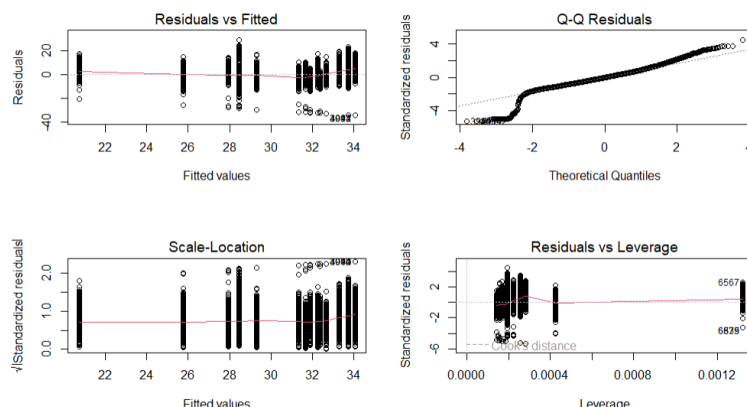 Residuals vs Fitted
Residuals
20
0
40
22 24 26 28 30 32 34
Fitted values
Q-Q Residuals
Standardized residuals
4
0
-4
-4 -2 0 2 4
Theoretical Quantiles
Scale-Location
√|Standardized residuals|
2.0
1.0
0.0
22 24 26 28 30 32 34
Fitted values
Residuals vs Leverage
Standardized residuals
4
0
-6
6567
Cook's distance
0.0000 0.0004 0.0008 0.0012
Leverage